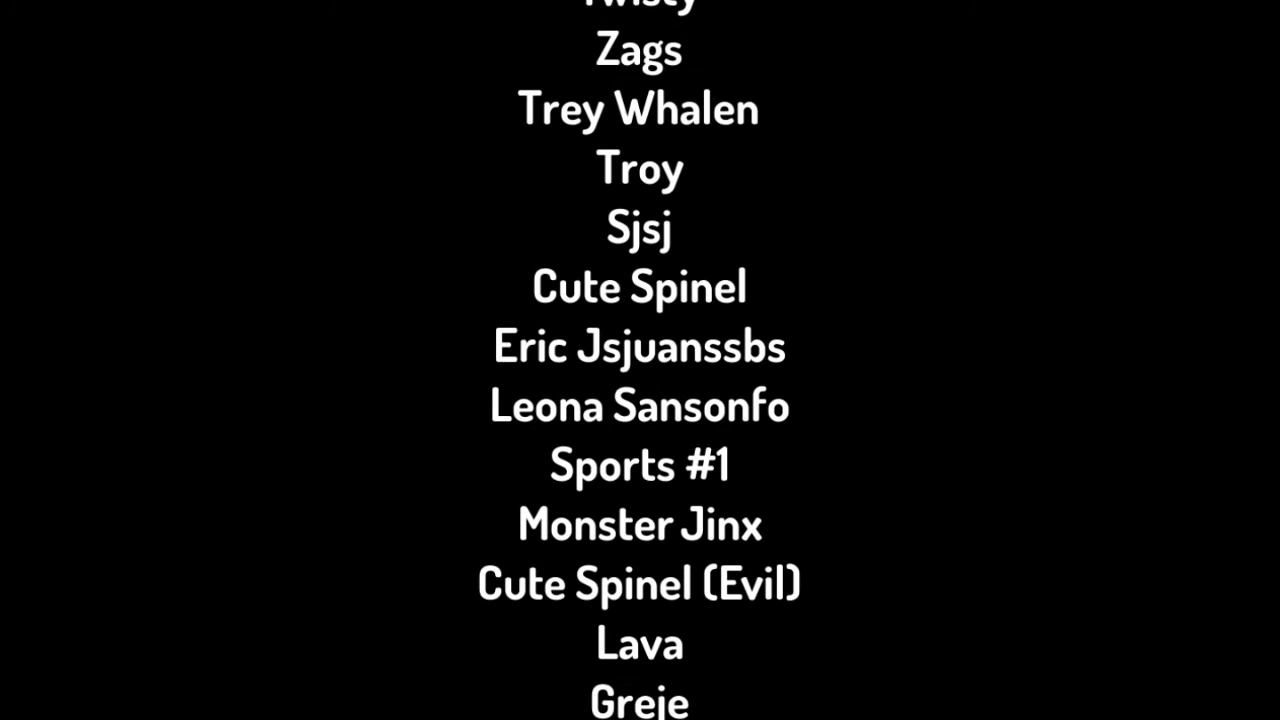 Twisty
Zags
Trey Whalen
Troy
Sjsj
Cute Spinel
Eric Jsjuanssbs
Leona Sansonfo
Sports #1
Monster Jinx
Cute Spinel (Evil)
Lava
Greje